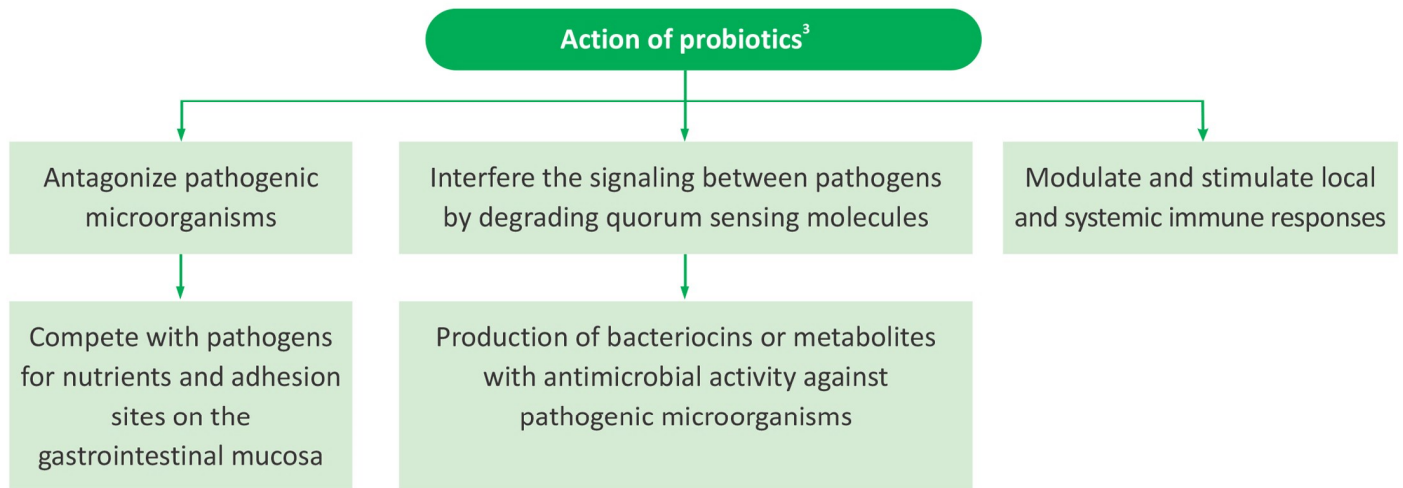 Action of probiotics³
Antagonize pathogenic
microorganisms
Interfere the signaling between pathogens
by degrading quorum sensing molecules
Modulate and stimulate local
and systemic immune responses
Compete with pathogens
for nutrients and adhesion
sites on the
gastrointestinal mucosa
Production of bacteriocins or metabolites
with antimicrobial activity against
pathogenic microorganisms